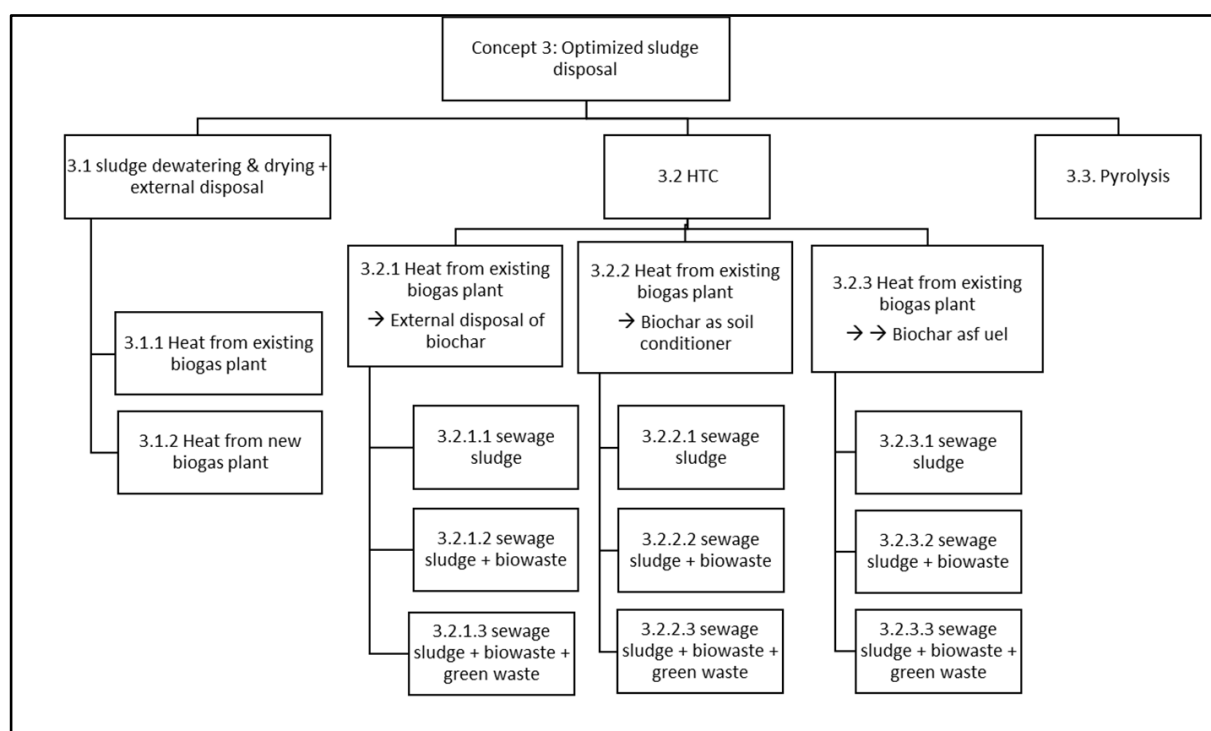 Concept 3: Optimized sludge
disposal
3.1 sludge dewatering & drying +
external disposal
3.2 HTC
3.3. Pyrolysis
3.2.1 Heat from existing
biogas plant
→ External disposal of
biochar
3.2.2 Heat from existing
biogas plant
→ Biochar as soil
conditioner
3.2.3 Heat from existing
biogas plant
→ → Biochar asf uel
3.1.1 Heat from existing
biogas plant
3.1.2 Heat from new
biogas plant
3.2.1.1 sewage
sludge
3.2.2.1 sewage
sludge
3.2.3.1 sewage
sludge
3.2.1.2 sewage
sludge + biowaste
3.2.2.2 sewage
sludge + biowaste
3.2.3.2 sewage
sludge + biowaste
3.2.1.3 sewage
sludge + biowaste +
green waste
3.2.2.3 sewage
sludge + biowaste +
green waste
3.2.3.3 sewage
sludge + biowaste +
green waste